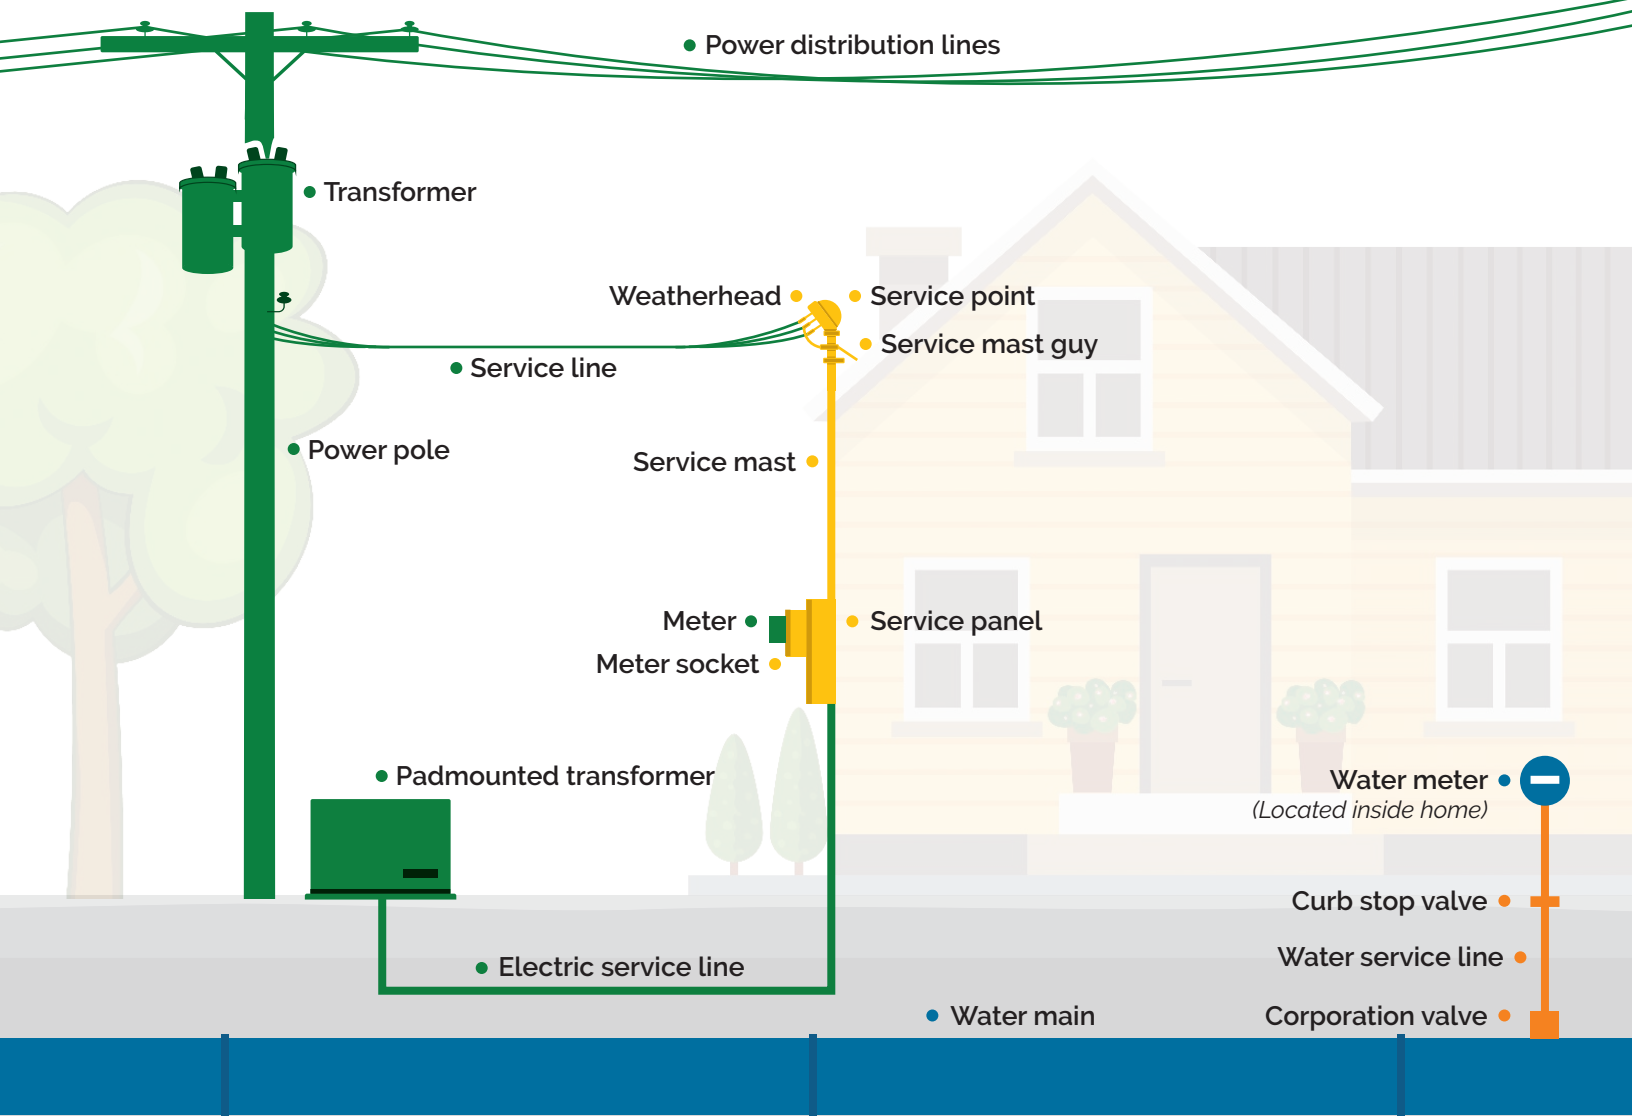 Power distribution lines
Transformer
Weatherhead
Service point
Service mast guy
Service line
Power pole
Service mast
Meter
Service panel
Meter socket
Padmounted transformer
Water meter
(Located inside home)
Curb stop valve
Water service line
Electric service line
Water main
Corporation valve